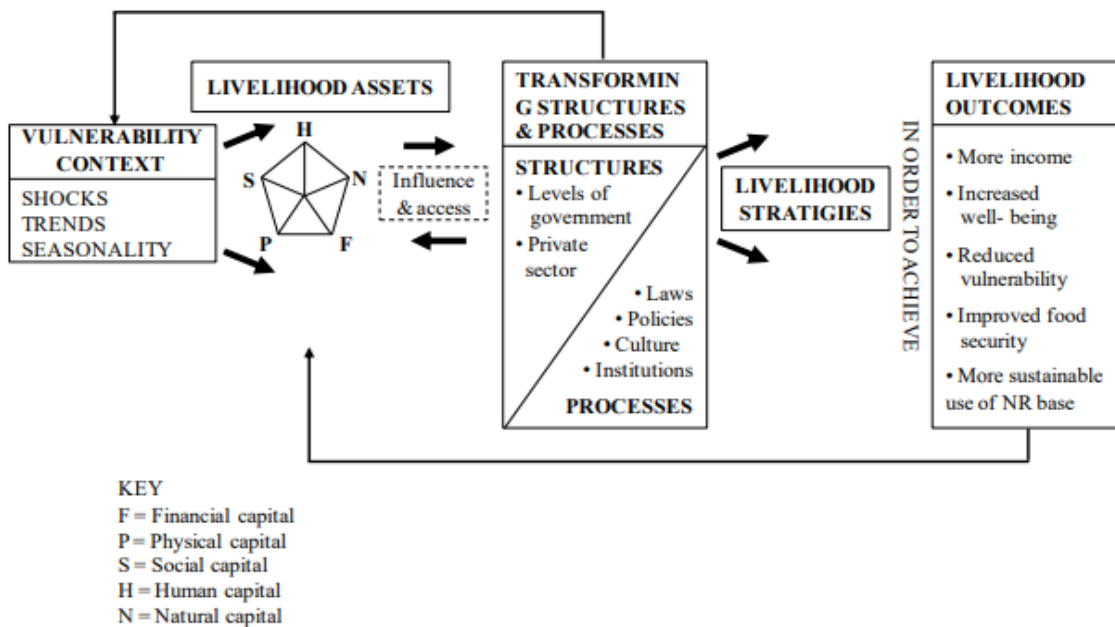 LIVELIHOOD ASSETS
H
S
N
P
F
VULNERABILITY
CONTEXT
SHOCKS
TRENDS
SEASONALITY
Influence
& access
TRANSFORMIN
G STRUCTURES
& PROCESSES
STRUCTURES
• Levels of
government
• Private
sector
• Laws
• Policies
• Culture
• Institutions
PROCESSES
LIVELIHOOD
STRATIGIES
IN ORDER TO ACHIEVE
LIVELIHOOD
OUTCOMES
• More income
• Increased
well- being
• Reduced
vulnerability
• Improved food
security
• More sustainable
use of NR base
KEY
F = Financial capital
P = Physical capital
S = Social capital
H = Human capital
N = Natural capital